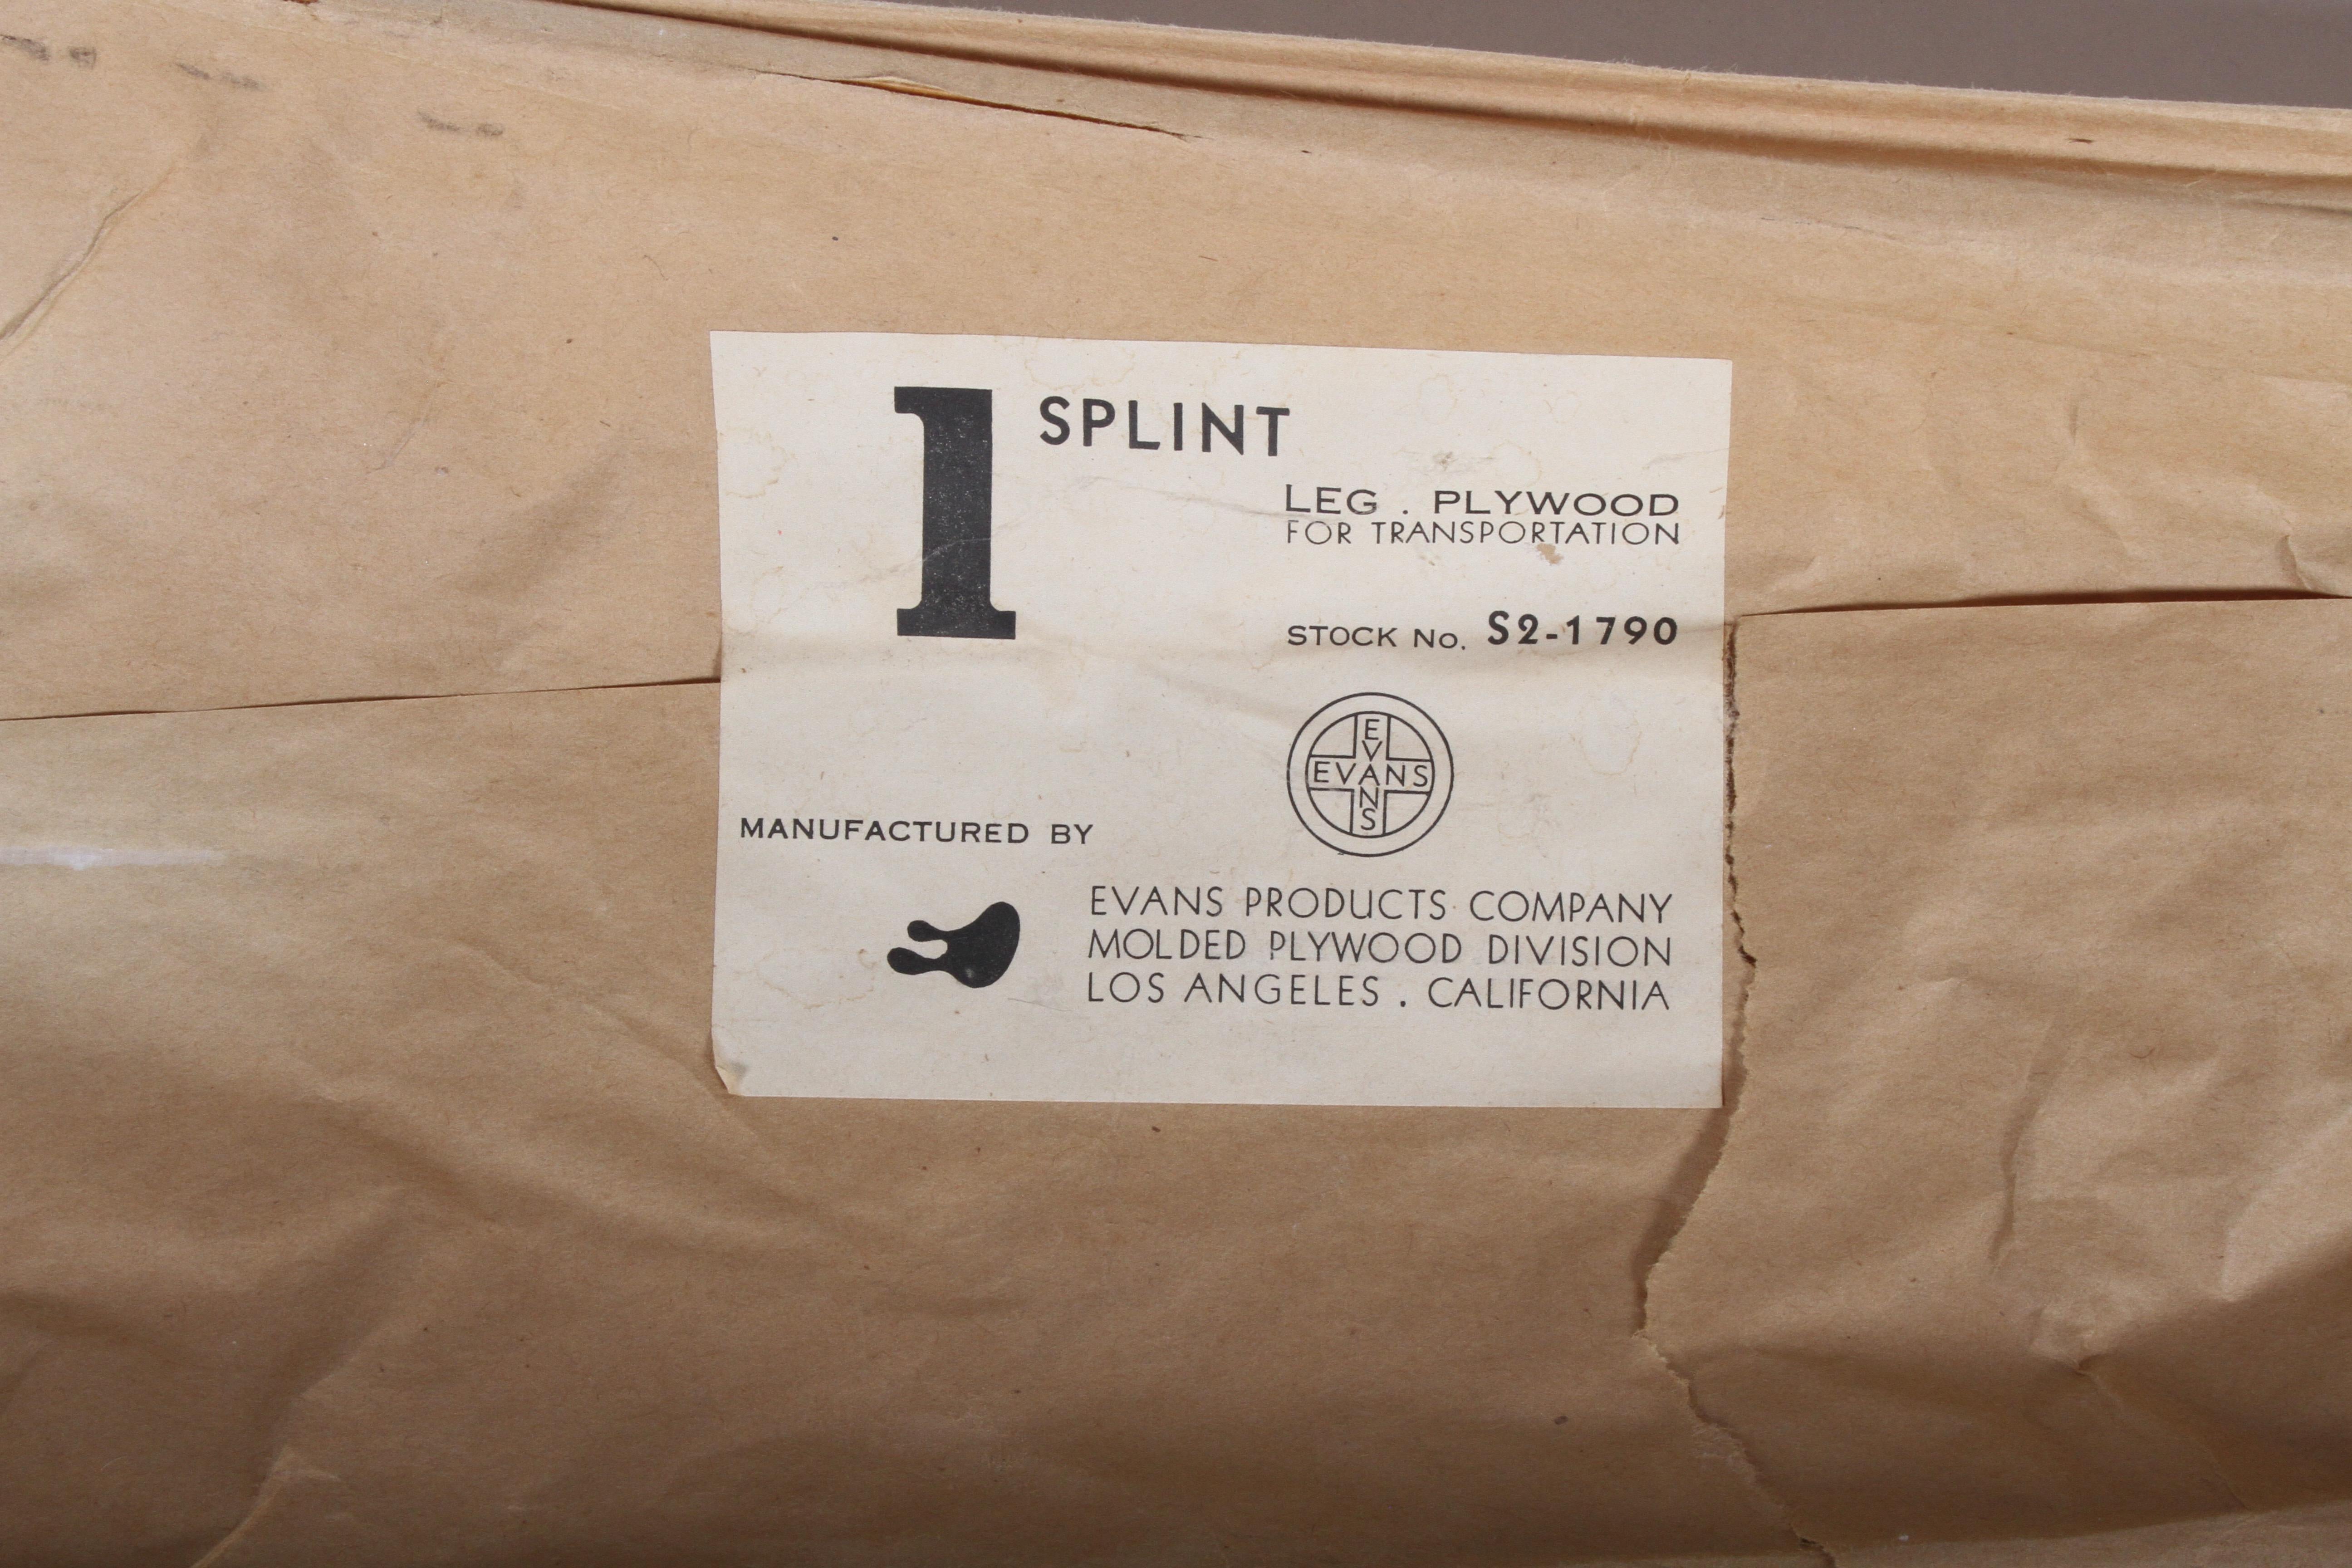 1 SPLINT
LEG . PLYWOOD
FOR TRANSPORTATION
STOCK No. S2-1790
EVANS
EVANS
MANUFACTURED BY
EVANS PRODUCTS COMPANY
MOLDED PLYWOOD DIVISION
LOS ANGELES . CALIFORNIA